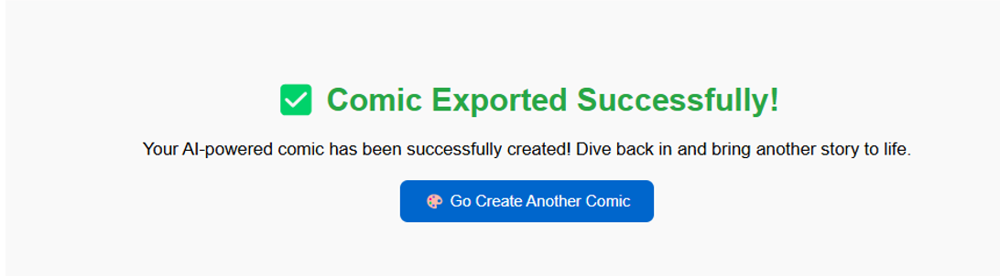 ✅ Comic Exported Successfully!
Your AI-powered comic has been successfully created! Dive back in and bring another story to life.
🎨 Go Create Another Comic